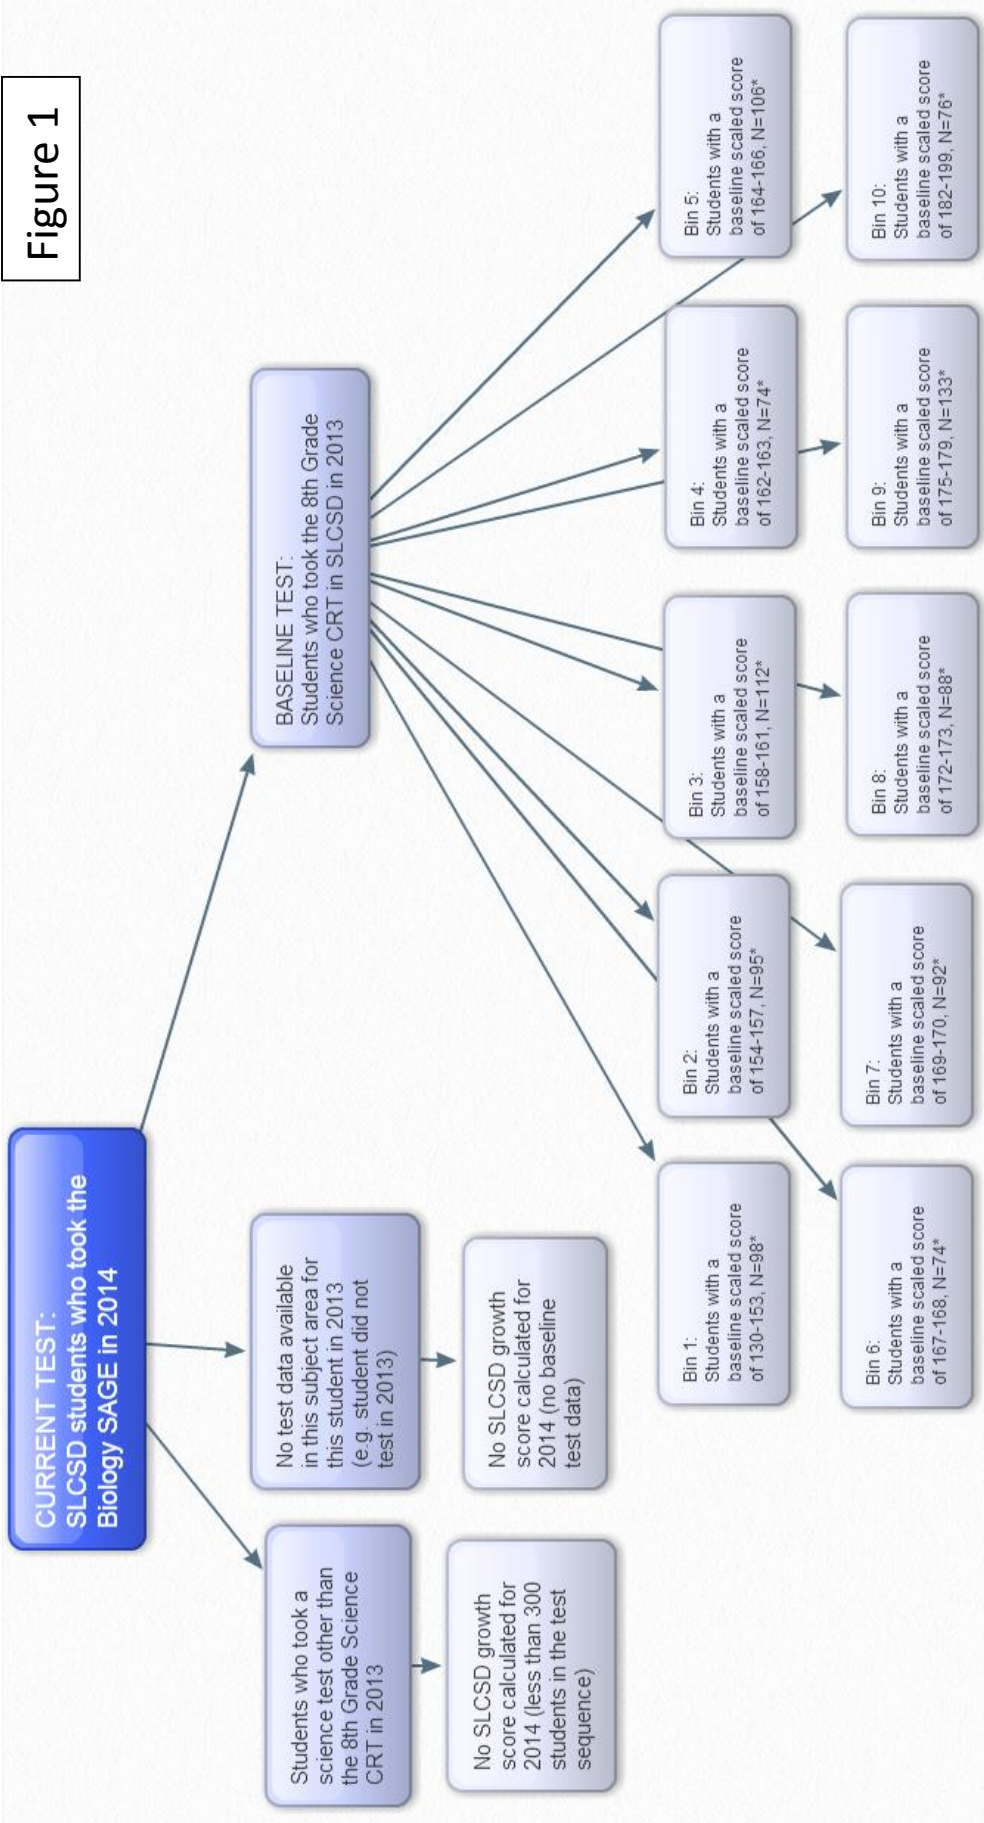 Figure 1
CURRENT TEST:
SLCSD students who took the
Biology SAGE in 2014
Students who took a
science test other than
the 8th Grade Science
CRT in 2013
No test data available
in this subject area for
this student in 2013
(e.g. student did not
test in 2013)
BASELINE TEST:
Students who took the 8th Grade
Science CRT in SLCSD in 2013
No SLCSD growth
score calculated for
2014 (less than 300
students in the test
sequence)
No SLCSD growth
score calculated for
2014 (no baseline
test data)
Bin 1:
Students with a
baseline scaled score
of 130-153, N=98*
Bin 2:
Students with a
baseline scaled score
of 154-157, N=95*
Bin 3:
Students with a
baseline scaled score
of 158-161, N=112*
Bin 4:
Students with a
baseline scaled score
of 162-163, N=74*
Bin 5:
Students with a
baseline scaled score
of 164-166, N=106*
Bin 6:
Students with a
baseline scaled score
of 167-168, N=74*
Bin 7:
Students with a
baseline scaled score
of 169-170, N=92*
Bin 8:
Students with a
baseline scaled score
of 172-173, N=88*
Bin 9:
Students with a
baseline scaled score
of 175-179, N=133*
Bin 10:
Students with a
baseline scaled score
of 182-199, N=76*